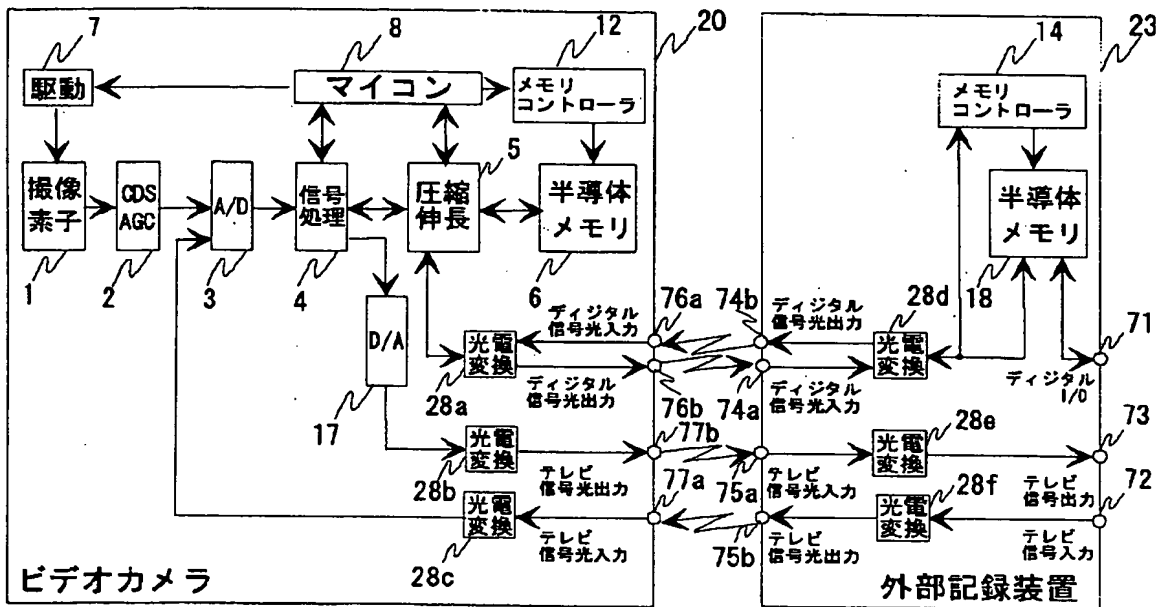 7
8
12
20
14
23
駆動
マイコン
メモリ
コントローラ
メモリ
コントローラ
5
撮像
素子
CDS
AGC
A/D
信号
処理
圧縮
伸長
半導体
メモリ
半導体
メモリ
1
2
3
4
6
18
76a
74b
28d
71
D/A
光電
変換
ディジタル
信号光入力
ディジタル
信号光出力
光電
変換
ディジタル
信号光出力
ディジタル
信号光入力
ディジタル
I/O
17
28a
76b
74a
77b
28e
73
光電
変換
光電
変換
28b
テレビ
信号光出力
77a
75a
テレビ
信号光入力
28f
テレビ
信号出力
72
光電
変換
光電
変換
28c
テレビ
信号光入力
75b
テレビ
信号光出力
テレビ
信号入力
ビデオカメラ
外部記録装置